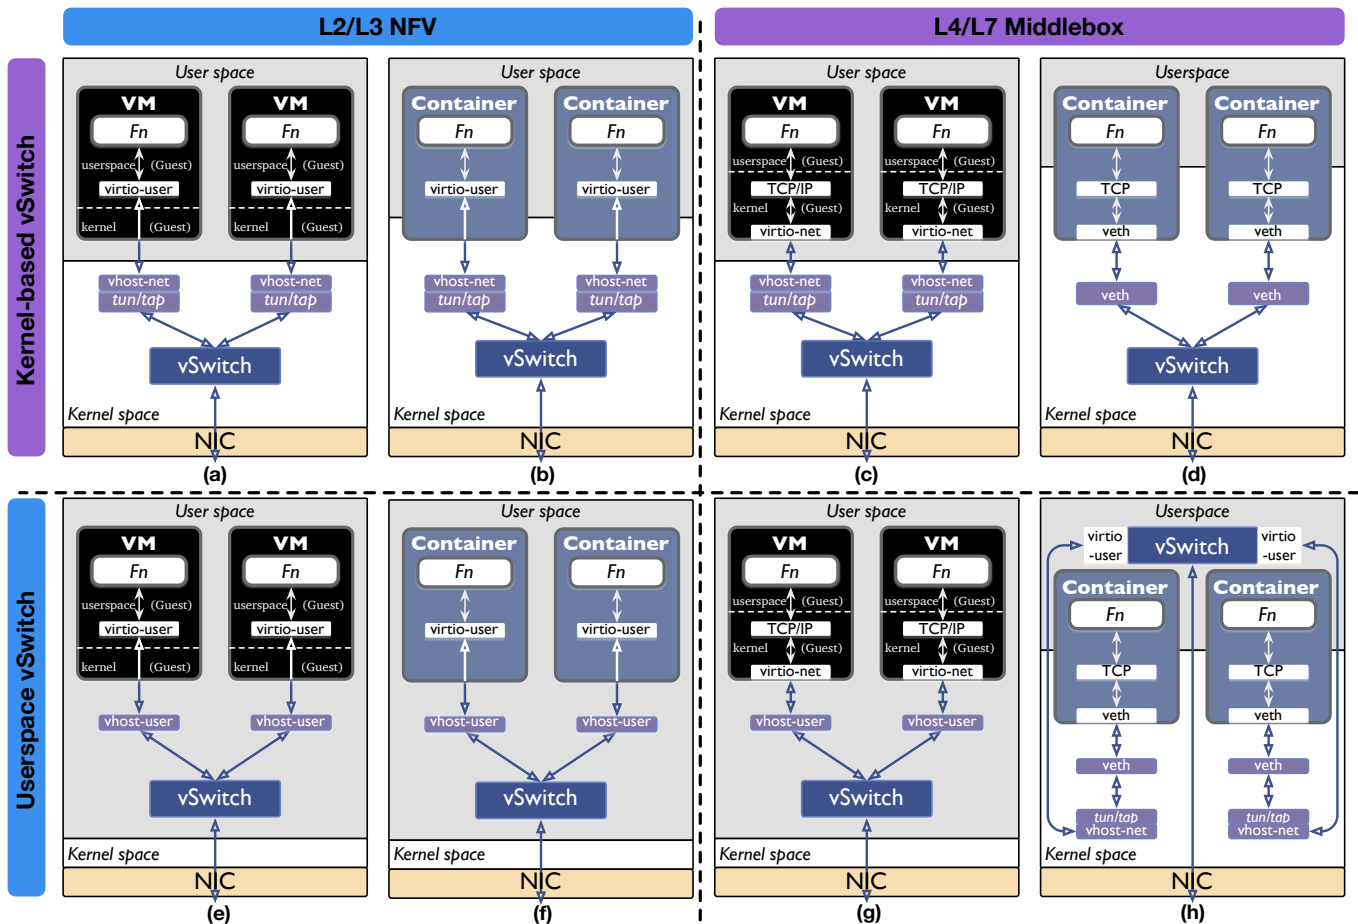 L2/L3 NFV
L4/L7 Middlebox
Kernel-based vSwitch
User space
VM
Fn
userspace
(Guest)
virtio-user
kernel
(Guest)
VM
Fn
userspace
(Guest)
virtio-user
kernel
(Guest)
vhost-net
tun/tap
vhost-net
tun/tap
vSwitch
Kernel space
NIC
(a)
User space
Container
Fn
virtio-user
Container
Fn
virtio-user
vhost-net
tun/tap
vhost-net
tun/tap
vSwitch
Kernel space
NIC
(b)
User space
VM
Fn
userspace
(Guest)
TCP/IP
kernel
(Guest)
virtio-net
VM
Fn
userspace
(Guest)
TCP/IP
kernel
(Guest)
virtio-net
vhost-net
tun/tap
vhost-net
tun/tap
vSwitch
Kernel space
NIC
(c)
Userspace
Container
Fn
TCP
veth
Container
Fn
TCP
veth
veth
veth
vSwitch
Kernel space
NIC
(d)
Userspace vSwitch
User space
VM
Fn
userspace
(Guest)
virtio-user
kernel
(Guest)
VM
Fn
userspace
(Guest)
virtio-user
kernel
(Guest)
vhost-user
vhost-user
vSwitch
Kernel space
NIC
(e)
User space
Container
Fn
virtio-user
Container
Fn
virtio-user
vhost-user
vhost-user
vSwitch
Kernel space
NIC
(f)
User space
VM
Fn
userspace
(Guest)
TCP/IP
kernel
(Guest)
virtio-net
VM
Fn
userspace
(Guest)
TCP/IP
kernel
(Guest)
virtio-net
vhost-user
vhost-user
vSwitch
Kernel space
NIC
(g)
Userspace
virtio
-user
vSwitch
virtio
-user
Container
Fn
TCP
veth
Container
Fn
TCP
veth
veth
veth
tun/tap
vhost-net
tun/tap
vhost-net
Kernel space
NIC
(h)